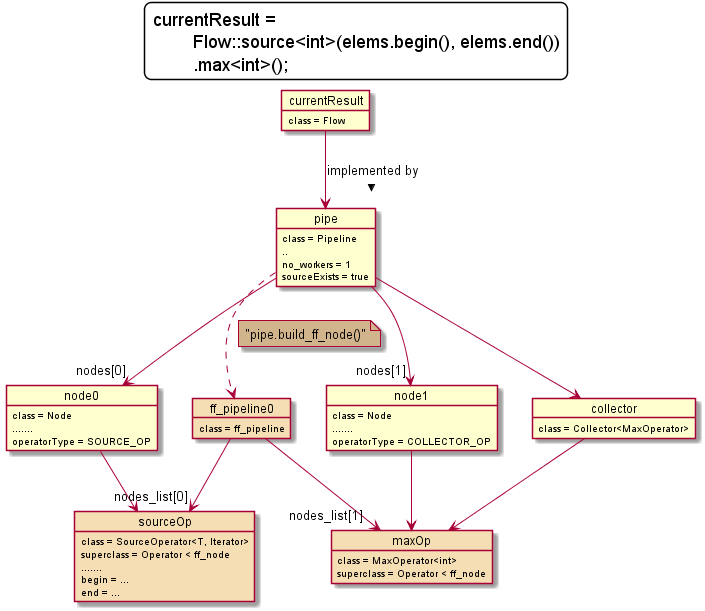 currentResult =
Flow::source<int>(elems.begin(), elems.end())
.max<int>();
currentResult
class = Flow
implemented by
pipe
class = Pipeline
..
no_workers = 1
sourceExists = true
"pipe.build_ff_node()"
nodes[0]
nodes[1]
node0
class = Node
.......
operatorType = SOURCE_OP
ff_pipeline0
class = ff_pipeline
node1
class = Node
.......
operatorType = COLLECTOR_OP
collector
class = Collector<MaxOperator>
nodes_list[0]
nodes_list[1]
sourceOp
class = SourceOperator<T, Iterator>
superclass = Operator < ff_node
.......
begin = ...
end = ...
maxOp
class = MaxOperator<int>
superclass = Operator < ff_node